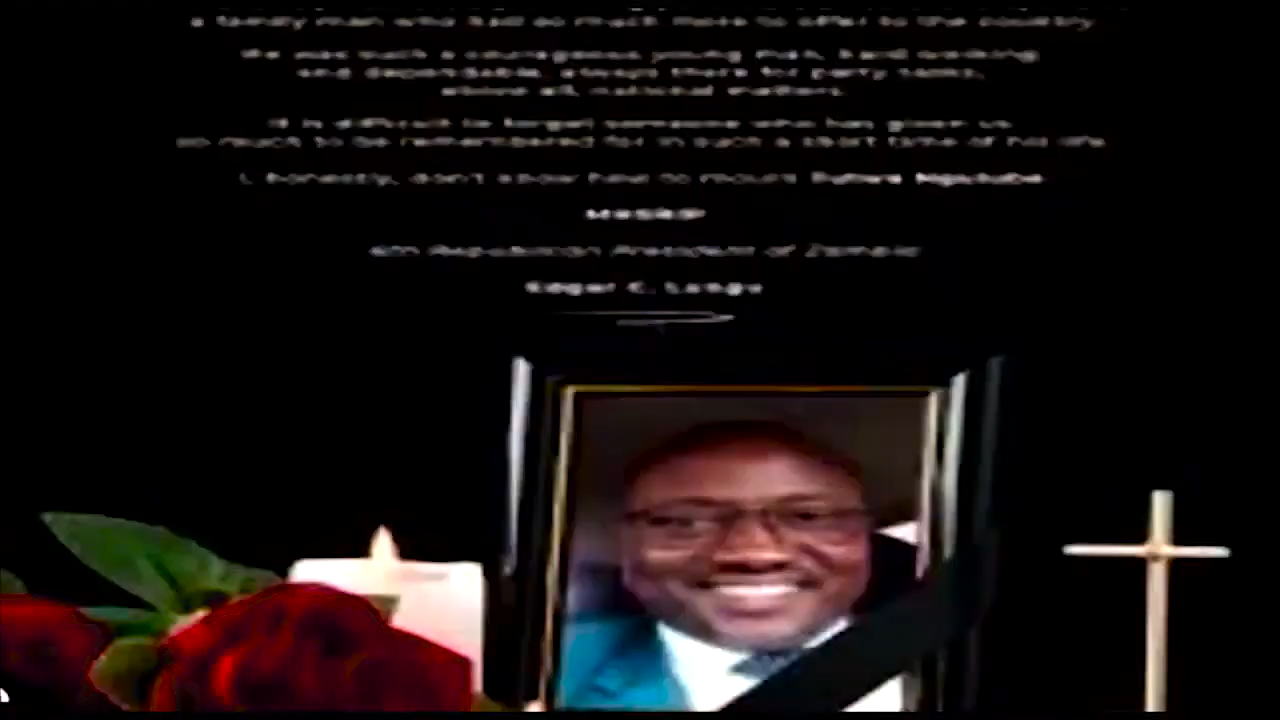 a family man who had so much more to offer to the country
He was such a courageous young man, hard working
and dependable, always there for party tasks,
above all, national matters.
It is difficult to forget someone who has given us
so much to be remembered for in such a short time of his life
I, honestly, don't know how to mourn
MHSRIP
6th Republican President of Zambia
Edgar C. Lungu